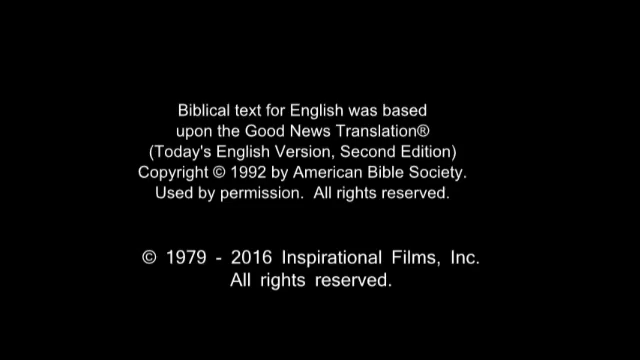 Biblical text for English was based
upon the Good News Translation®
(Today's English Version, Second Edition)
Copyright © 1992 by American Bible Society.
Used by permission.  All rights reserved.
© 1979 - 2016 Inspirational Films, Inc.
All rights reserved.